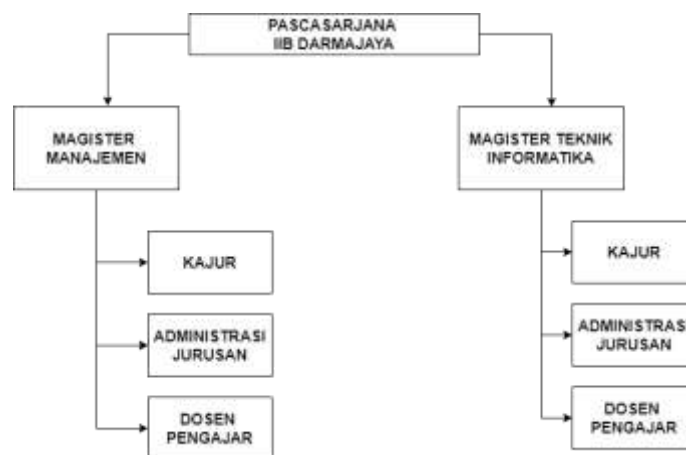 PASCASARJANA
IIB DARMAJAYA
MAGISTER
MANAJEMEN
MAGISTER TEKNIK
INFORMATIKA
KAJUR
ADMINISTRASI
JURUSAN
DOSEN
PENGAJAR
KAJUR
ADMINISTRASI
JURUSAN
DOSEN
PENGAJAR